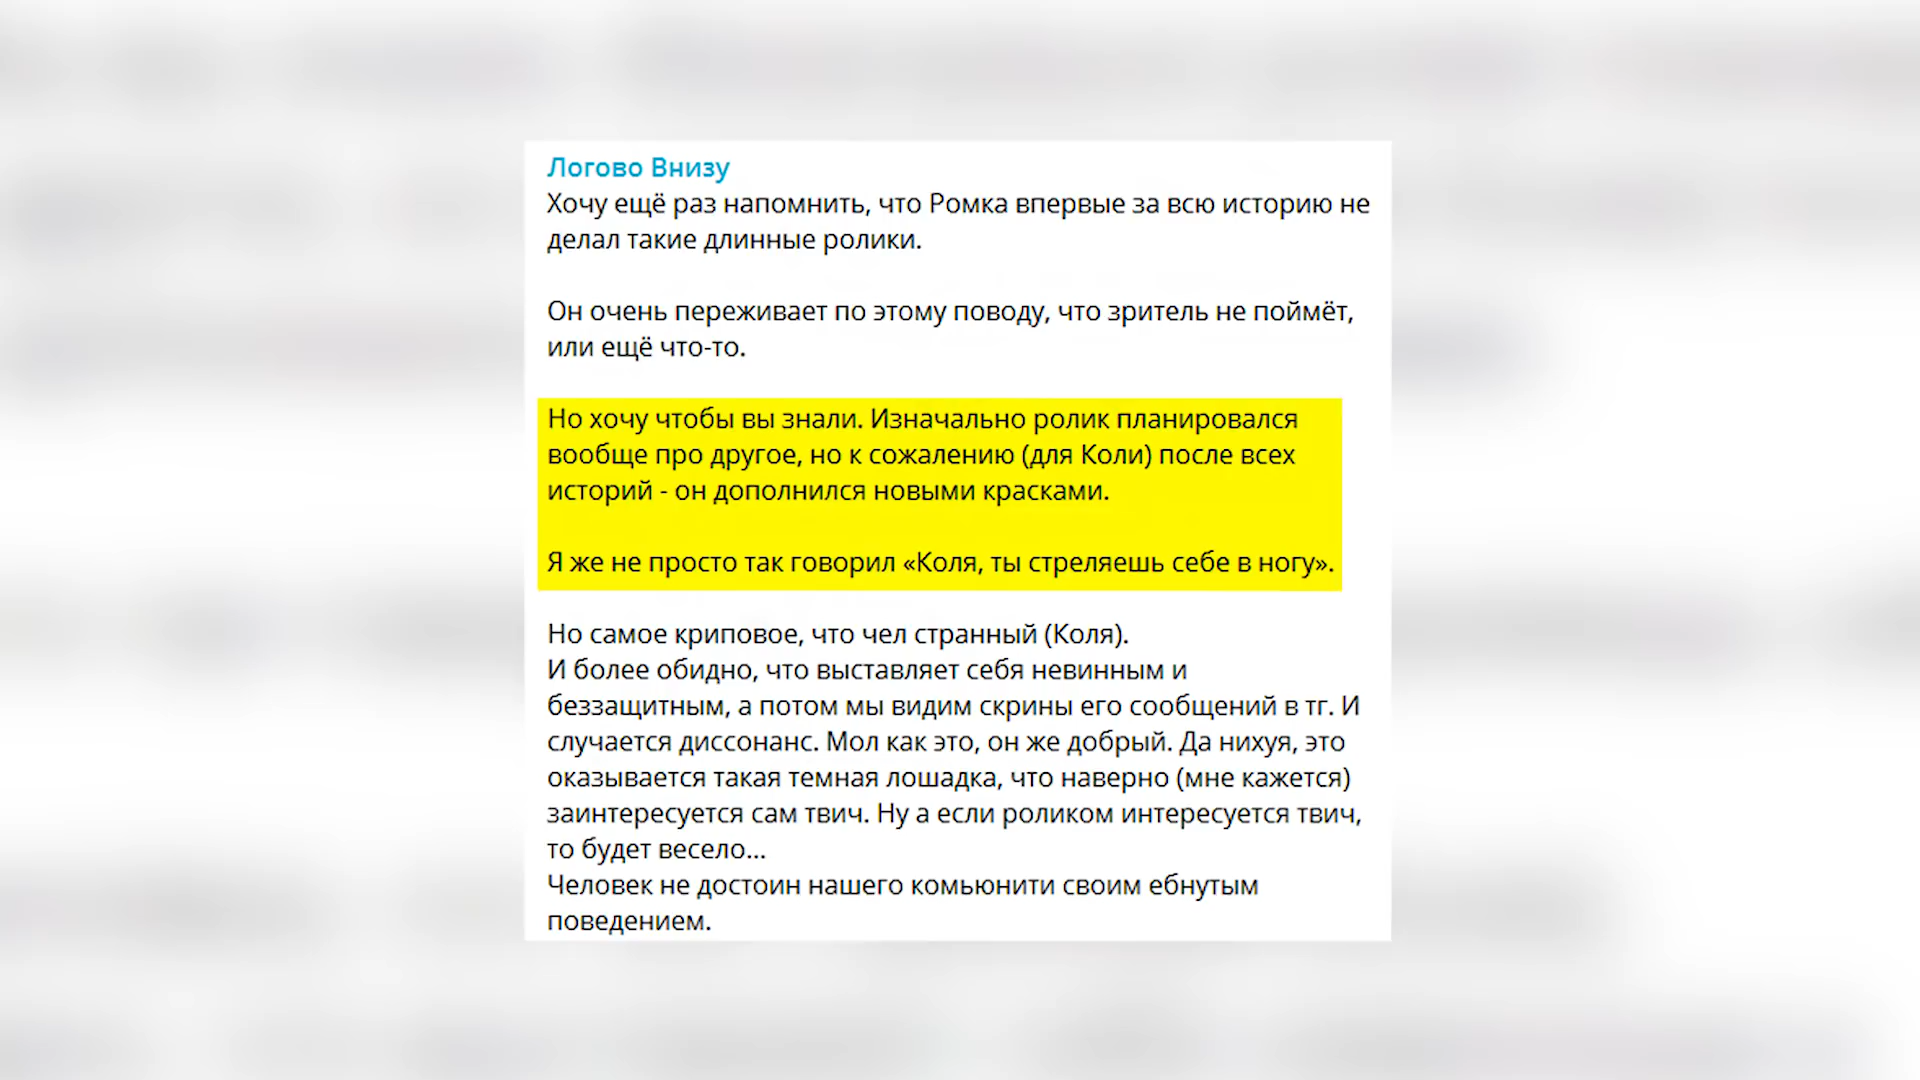 Логово Внизу
Хочу ещё раз напомнить, что Ромка впервые за всю историю не
делал такие длинные ролики.
Он очень переживает по этому поводу, что зритель не поймёт,
или ещё что-то.
Но хочу чтобы вы знали. Изначально ролик планировался
вообще про другое, но к сожалению (для Коли) после всех
историй - он дополнился новыми красками.
Я же не просто так говорил «Коля, ты стреляешь себе в ногу».
Но самое криповое, что чел странный (Коля).
И более обидно, что выставляет себя невинным и
беззащитным, а потом мы видим скрины его сообщений в тг. И
случается диссонанс. Мол как это, он же добрый. Да нихуя, это
оказывается такая темная лошадка, что наверно (мне кажется)
заинтересуется сам твич. Ну а если роликом интересуется твич,
то будет весело...
Человек не достоин нашего комьюнити своим ебнутым
поведением.